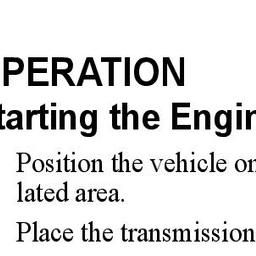 PERATION
tarting the Engin
Position the vehicle on
lated area.
Place the transmission